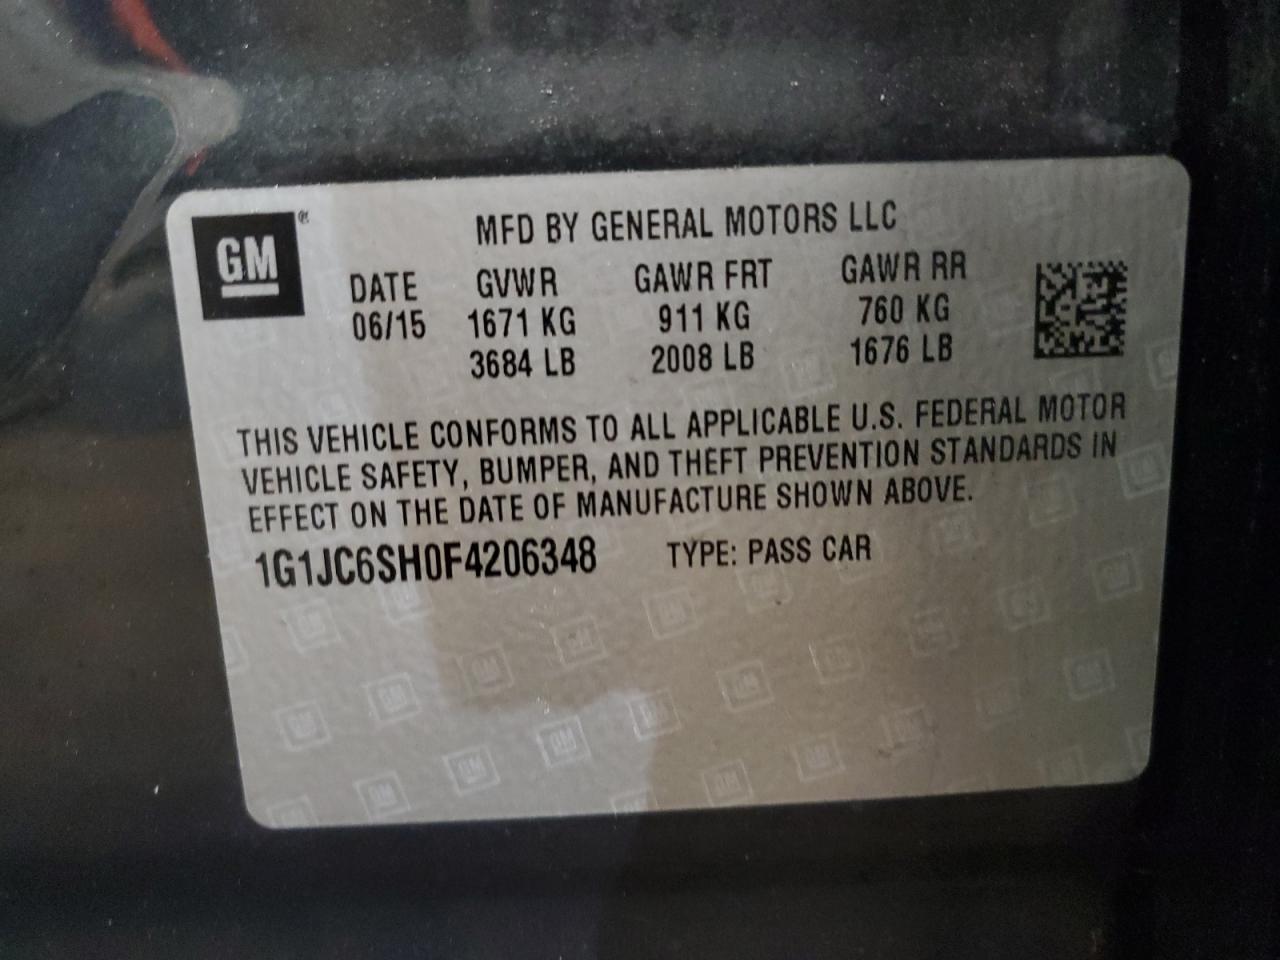 GM ®
MFD BY GENERAL MOTORS LLC
DATE GVWR GAWR FRT GAWR RR
06/15 1671 KG 911 KG 760 KG
3684 LB 2008 LB 1676 LB
THIS VEHICLE CONFORMS TO ALL APPLICABLE U.S. FEDERAL MOTOR
VEHICLE SAFETY, BUMPER, AND THEFT PREVENTION STANDARDS IN
EFFECT ON THE DATE OF MANUFACTURE SHOWN ABOVE.
1G1JC6SH0F4206348 TYPE: PASS CAR